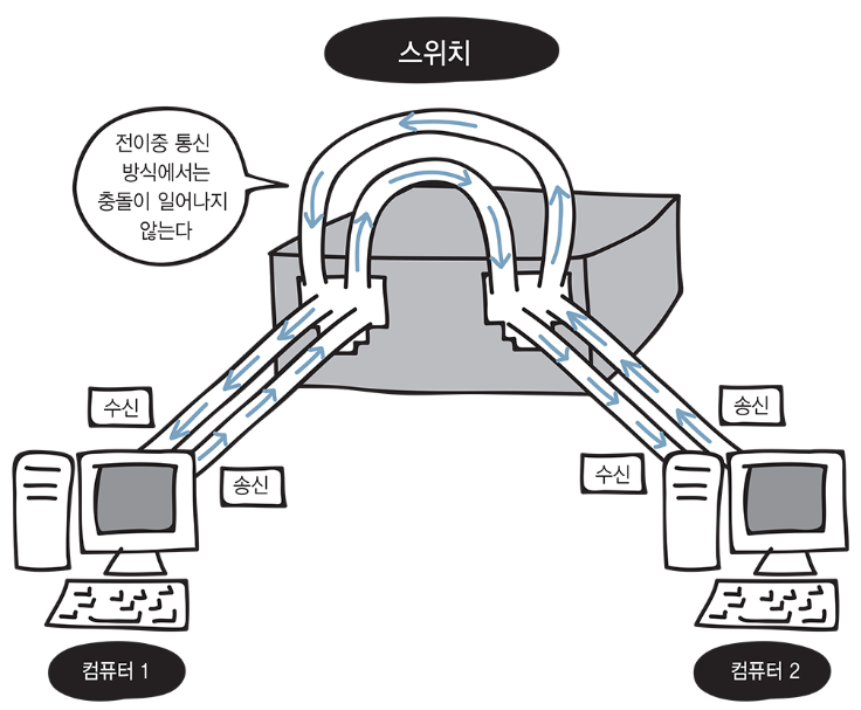 스위치
전이중 통신
방식에서는
충돌이 일어나지
않는다
수신
송신
수신
송신
컴퓨터 1
컴퓨터 2